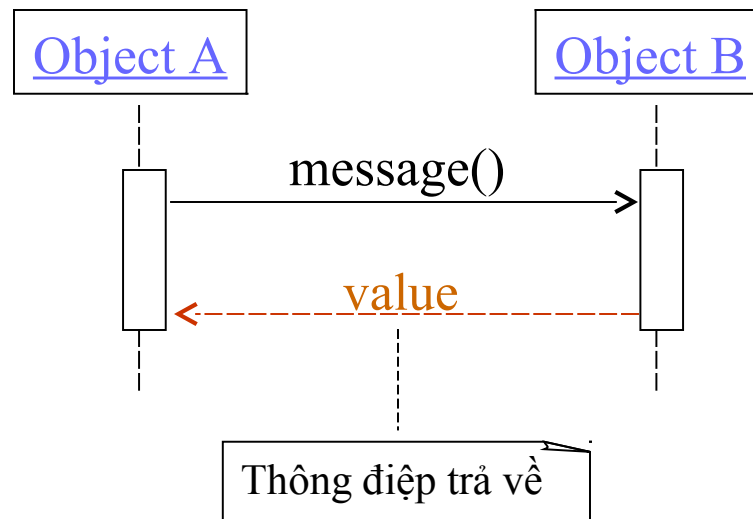 Object A
Object B
message()
value
Thông điệp trả về